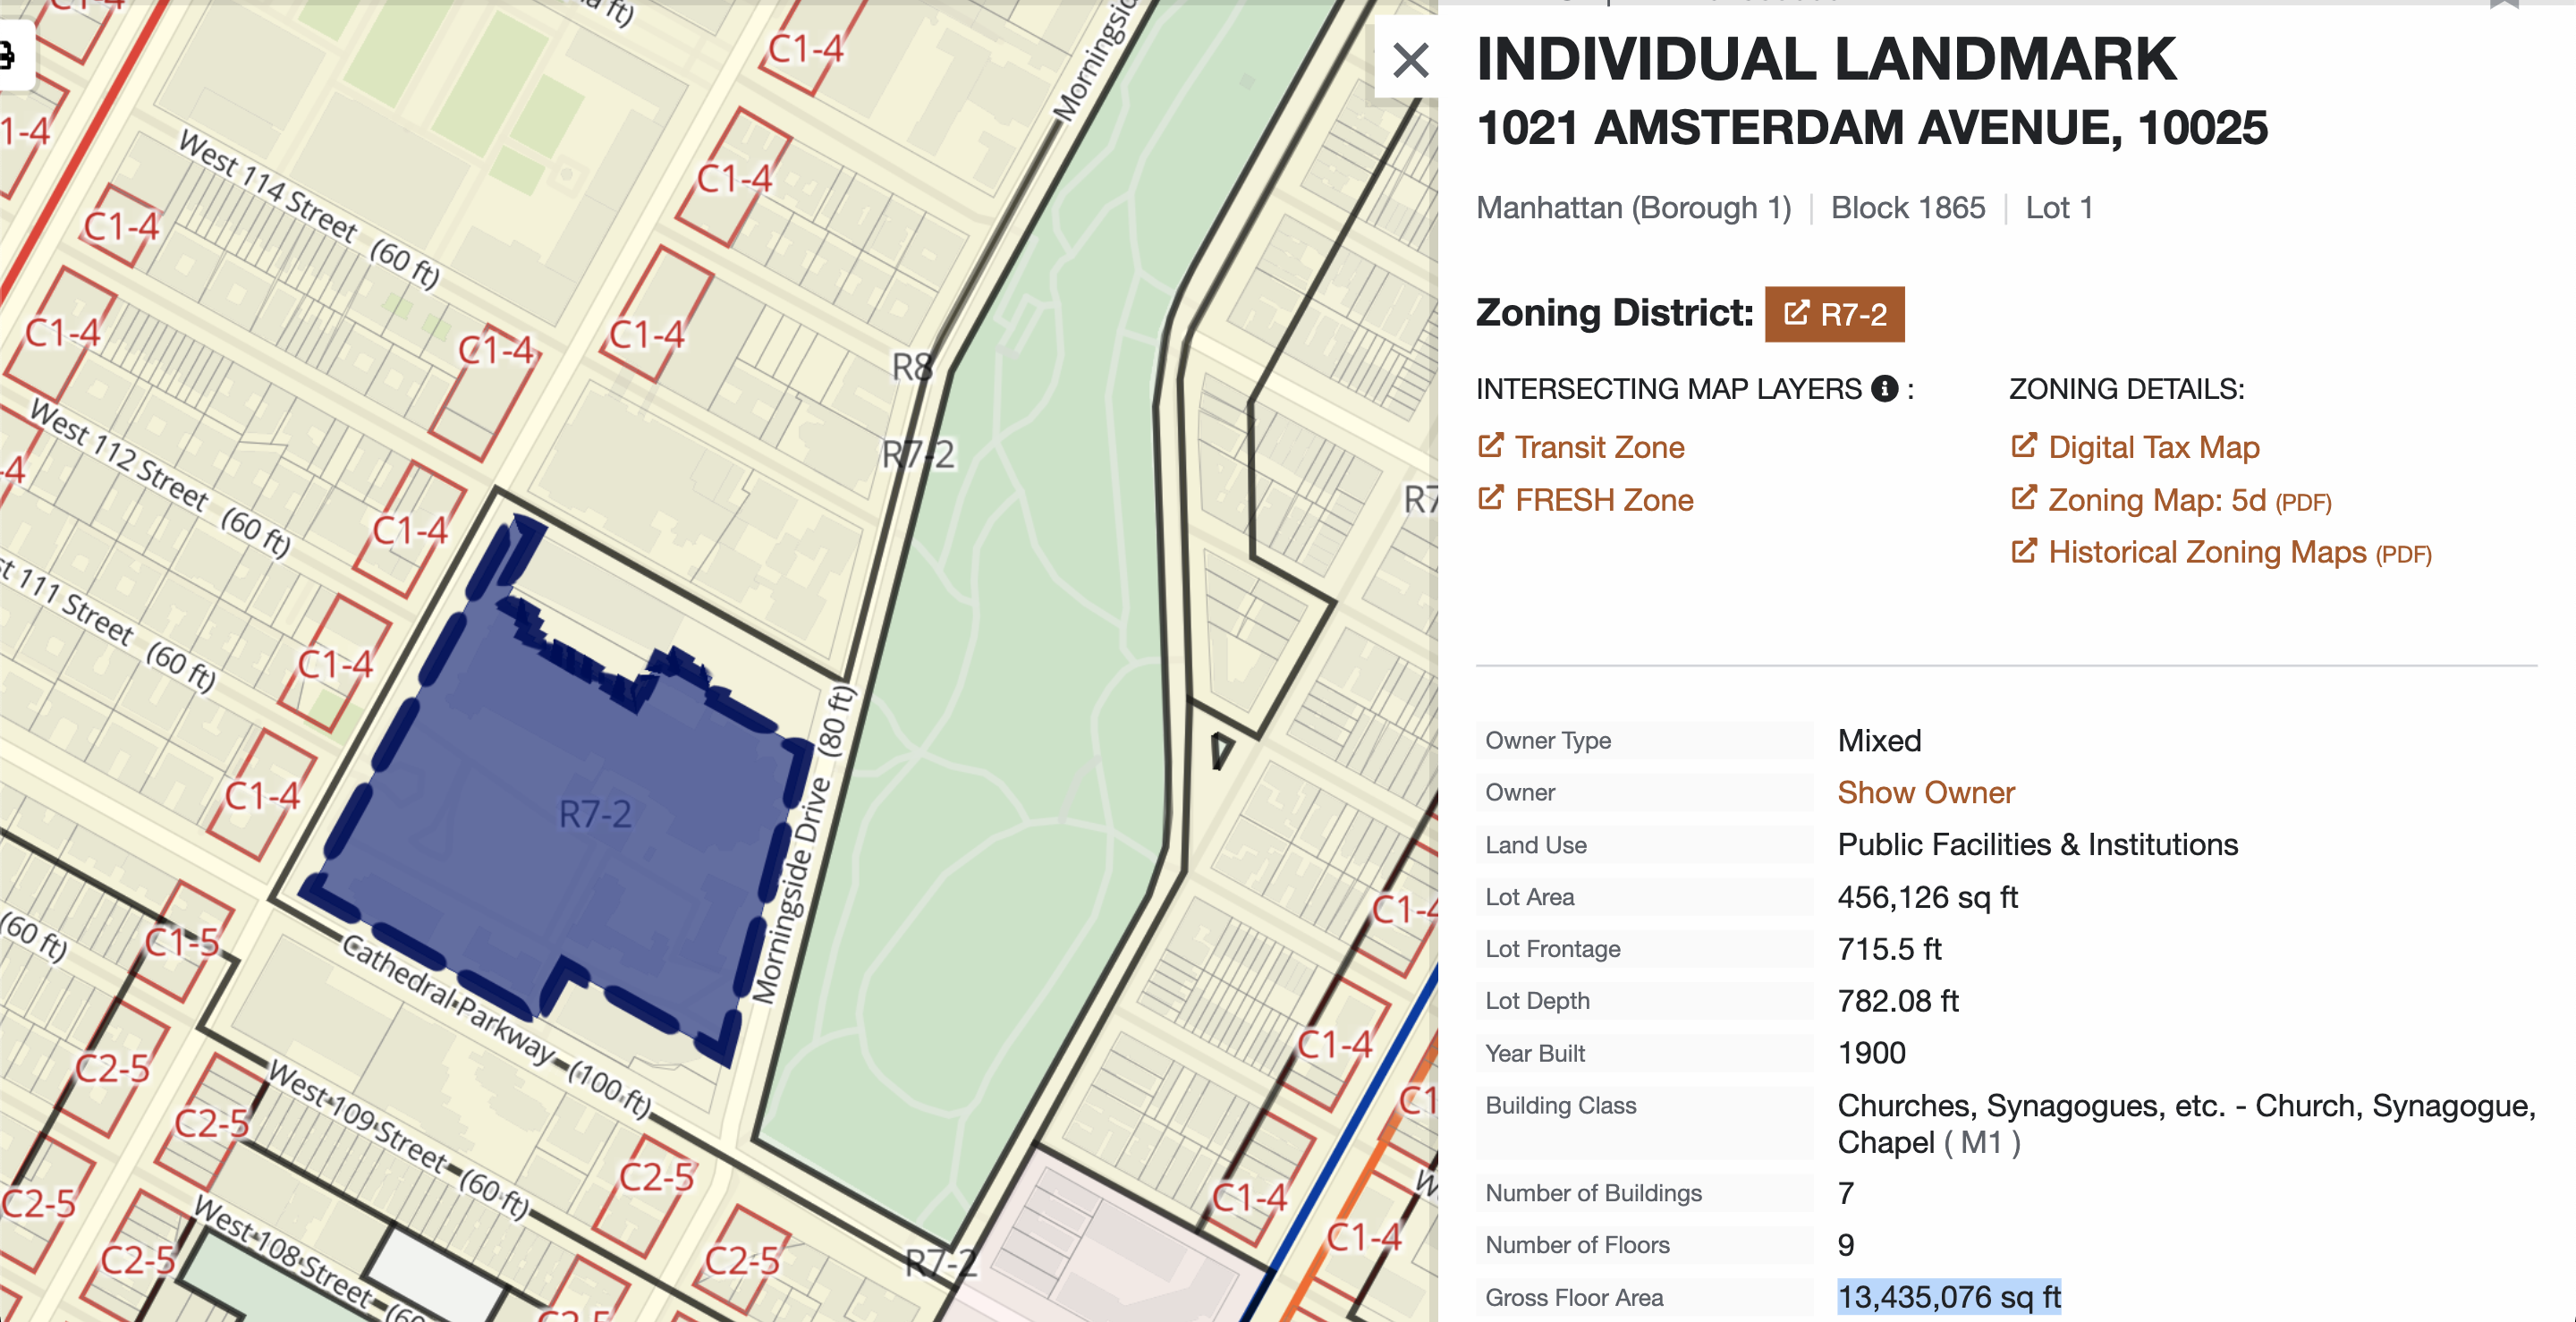 INDIVIDUAL LANDMARK
1021 AMSTERDAM AVENUE, 10025
Manhattan (Borough 1) | Block 1865 | Lot 1
Zoning District: R7-2
INTERSECTING MAP LAYERS :
Transit Zone
FRESH Zone
ZONING DETAILS:
Digital Tax Map
Zoning Map: 5d (PDF)
Historical Zoning Maps (PDF)
Owner Type Mixed
Owner Show Owner
Land Use Public Facilities & Institutions
Lot Area 456,126 sq ft
Lot Frontage 715.5 ft
Lot Depth 782.08 ft
Year Built 1900
Building Class Churches, Synagogues, etc. - Church, Synagogue,
Chapel ( M1 )
Number of Buildings 7
Number of Floors 9
Gross Floor Area 13,435,076 sq ft
C1-4
C1-4
West 114 Street (60 ft)
C1-4
C1-4
C1-4
C1-4
C1-4
R8
R7-2
West 112 Street (60 ft)
C1-4
111 Street (60 ft)
C1-4
C1-4
R7-2
Morningside Drive (80 ft)
Cathedral Parkway (100 ft)
C1-5
(60 ft)
C2-5
C2-5
West 109 Street (60 ft)
C2-5
C2-5
C2-5
C2-5
West 108 Street
R7-2
C1-4
C1-4
C1-4
C1-4